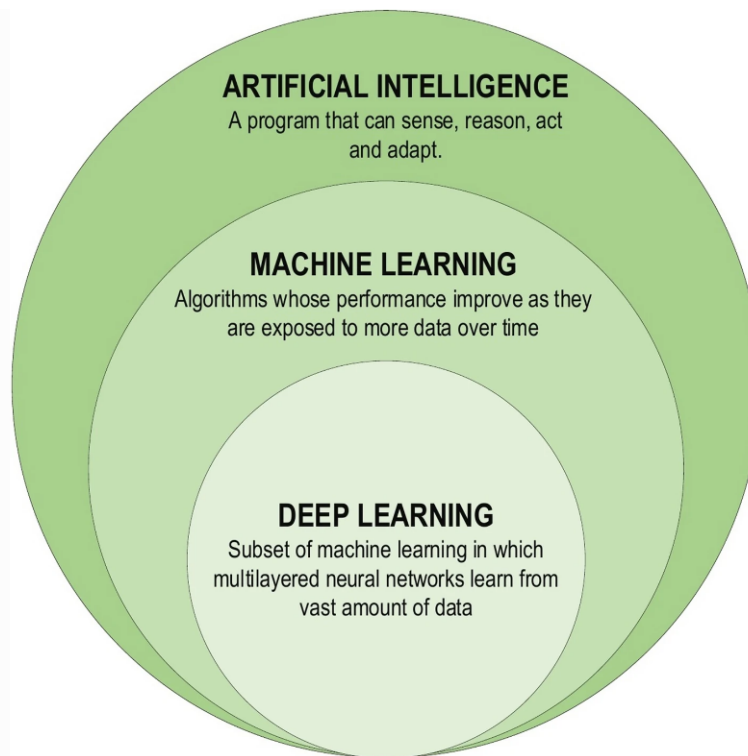 ARTIFICIAL INTELLIGENCE
A program that can sense, reason, act
and adapt.
MACHINE LEARNING
Algorithms whose performance improve as they
are exposed to more data over time
DEEP LEARNING
Subset of machine learning in which
multilayered neural networks learn from
vast amount of data